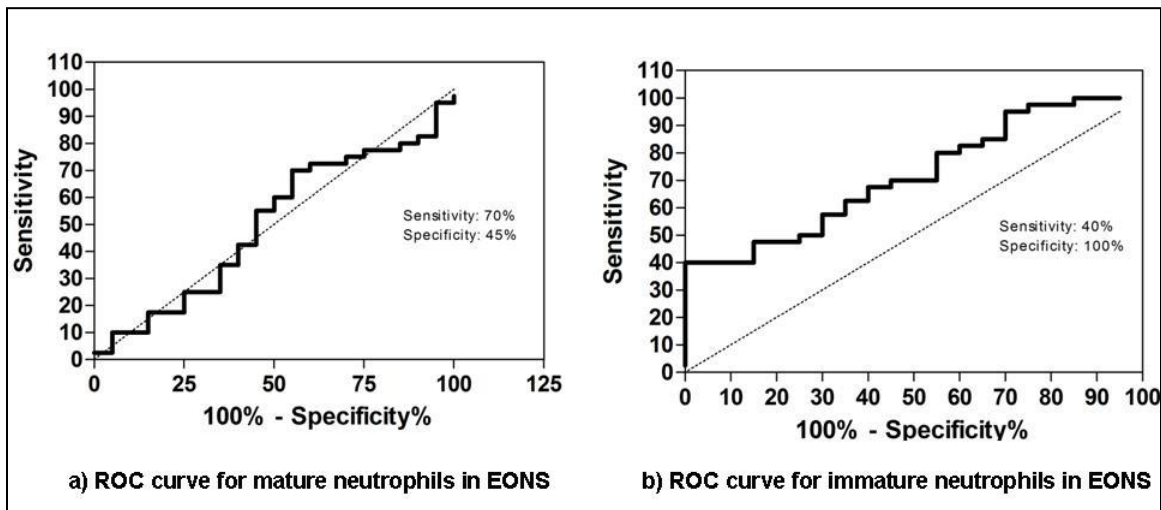 110
100
90
80
70
60
50
40
30
20
10
0
Sensitivity
Sensitivity: 70%
Specificity: 45%
0 25 50 75 100 125
100% - Specificity%
a) ROC curve for mature neutrophils in EONS
110
100
90
80
70
60
50
40
30
20
10
0
Sensitivity
Sensitivity: 40%
Specificity: 100%
0 10 20 30 40 50 60 70 80 90 100
100% - Specificity%
b) ROC curve for immature neutrophils in EONS